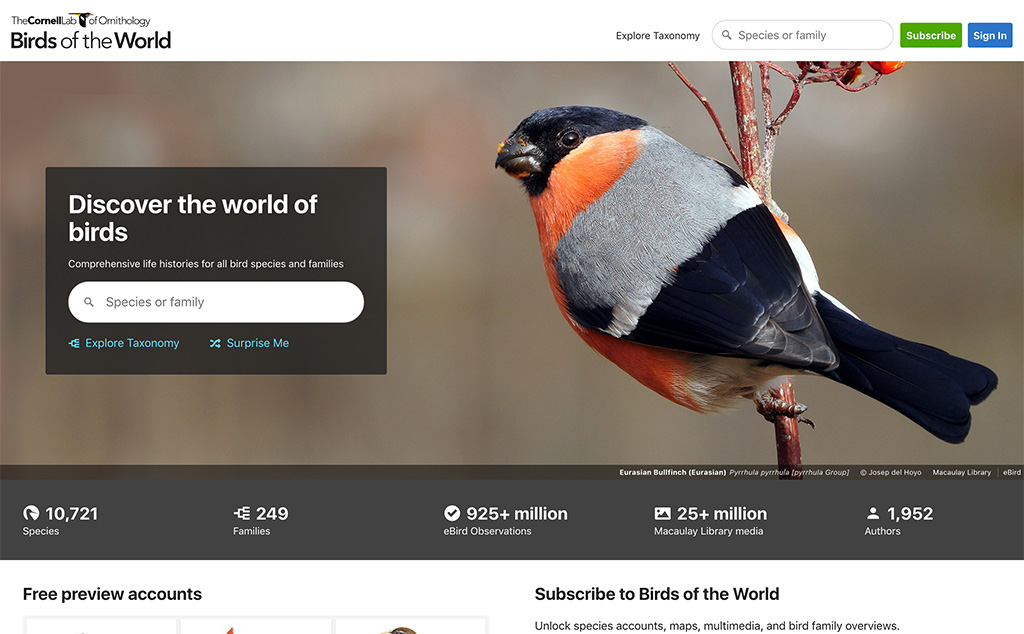 TheCornellLab of Ornithology
Birds of the World
Explore Taxonomy
Species or family
Subscribe
Sign In
Discover the world of
birds
Comprehensive life histories for all bird species and families
Species or family
Explore Taxonomy
Surprise Me
Eurasian Bullfinch (Eurasian) Pyrrhula pyrrhula [pyrrhula Group] © Josep del Hoyo Macaulay Library eBird
10,721
Species
249
Families
925+ million
eBird Observations
25+ million
Macaulay Library media
1,952
Authors
Free preview accounts
Subscribe to Birds of the World
Unlock species accounts, maps, multimedia, and bird family overviews.